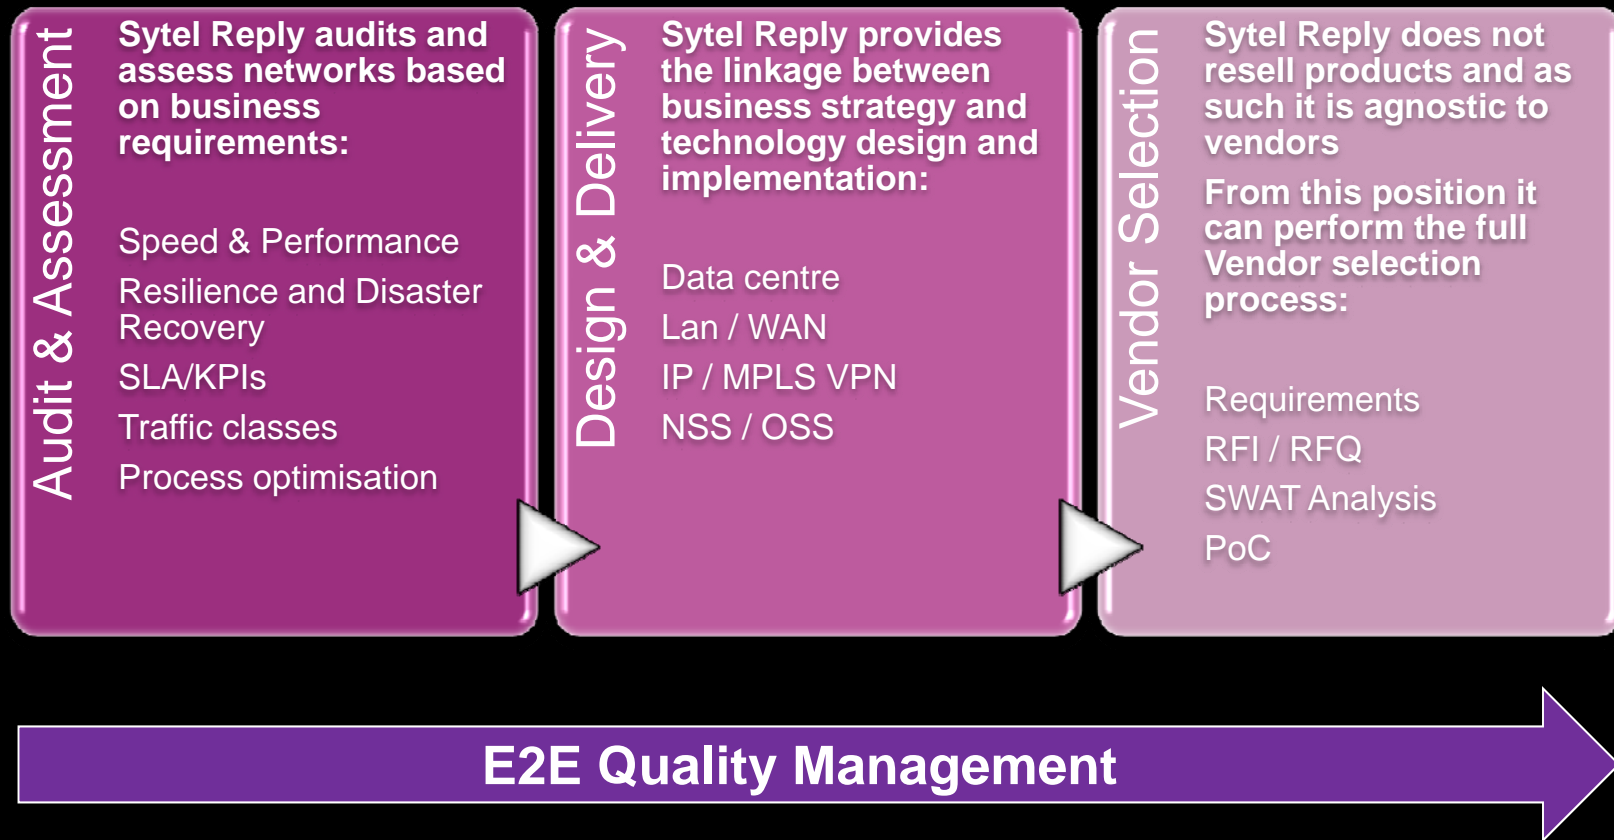 Audit & Assessment
Sytel Reply audits and
assess networks based
on business
requirements:
Speed & Performance
Resilience and Disaster
Recovery
SLA/KPIs
Traffic classes
Process optimisation
Design & Delivery
Sytel Reply provides
the linkage between
business strategy and
technology design and
implementation:
Data centre
Lan / WAN
IP / MPLS VPN
NSS / OSS
Vendor Selection
Sytel Reply does not
resell products and as
such it is agnostic to
vendors
From this position it
can perform the full
Vendor selection
process:
Requirements
RFI / RFQ
SWAT Analysis
PoC
E2E Quality Management